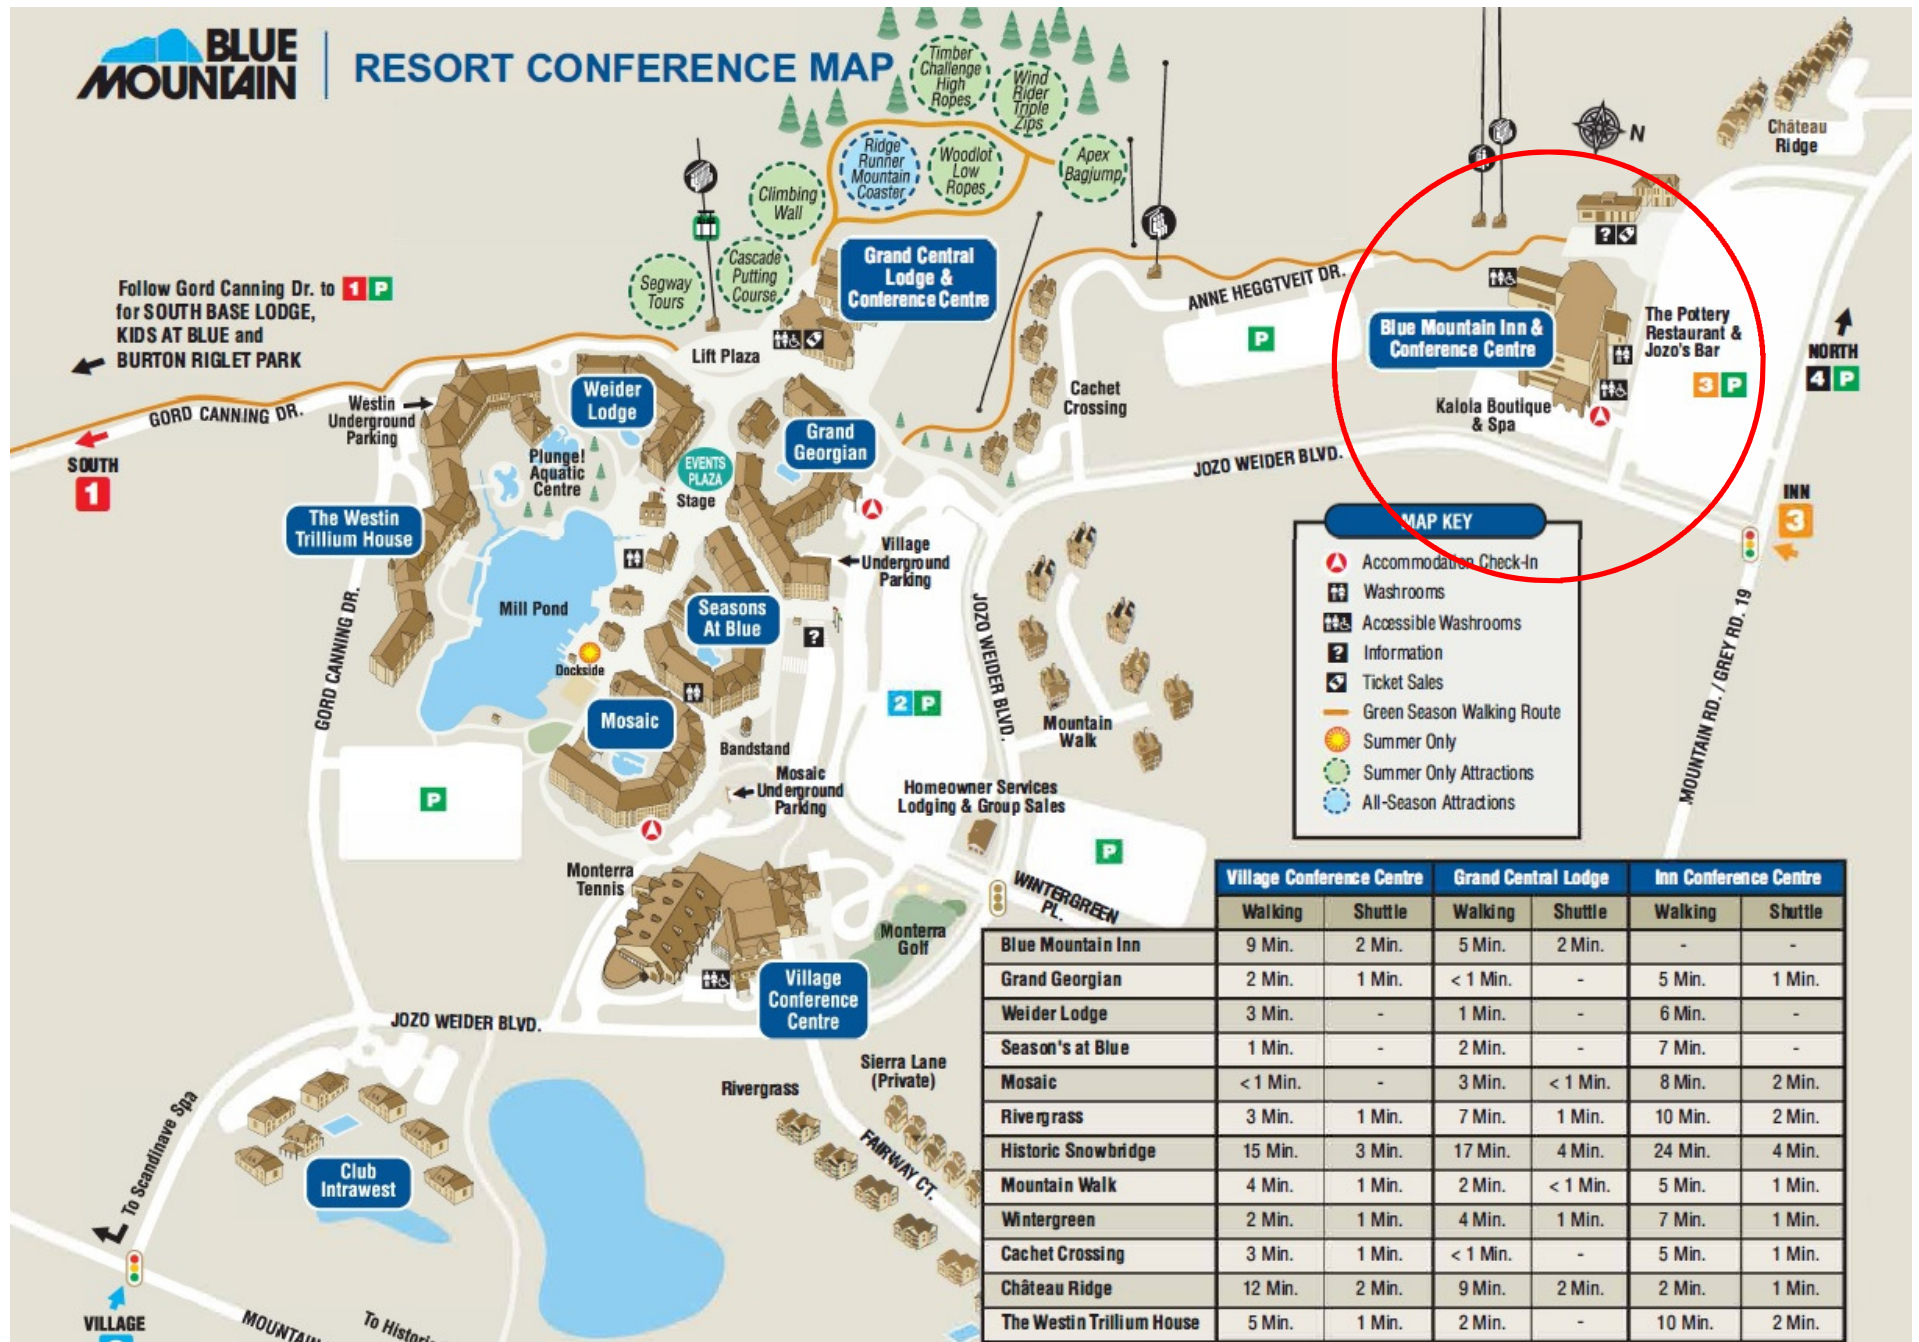 BLUE
MOUNTAIN
RESORT CONFERENCE MAP
Timber
Challenge
High
Ropes
Wind
Rider
Triple
Zips
Ridge
Runner
Mountain
Coaster
Woodlot
Low
Ropes
Apex
Bagjump
Climbing
Wall
Cascade
Putting
Course
Segway
Tours
Château
Ridge
N
Grand Central
Lodge &
Conference Centre
Follow Gord Canning Dr. to 1 P
for SOUTH BASE LODGE,
KIDS AT BLUE and
BURTON RIGLET PARK
Lift Plaza
ANNE HEGGTVEIT DR.
P
?
Blue Mountain Inn &
Conference Centre
The Pottery
Restaurant &
Jozo's Bar
3 P
NORTH
4 P
Kalola Boutique
& Spa
Cachet
Crossing
GORD CANNING DR.
Westin
Underground
Parking
Weider
Lodge
Grand
Georgian
SOUTH
1
Plunge!
Aquatic
Centre
EVENTS
PLAZA
Stage
JOZO WEIDER BLVD.
INN
3
The Westin
Trillium House
Village
Underground
Parking
Mill Pond
Seasons
At Blue
?
Dockside
GORD CANNING DR.
JOZO WEIDER BLVD.
Mosaic
2 P
Mountain
Walk
Bandstand
MOUNTAIN RD. / GREY RD. 19
Mosaic
Underground
Parking
P
Homeowner Services
Lodging & Group Sales
P
MAP KEY
Accommodation Check-In
Washrooms
Accessible Washrooms
? Information
Ticket Sales
Green Season Walking Route
Summer Only
Summer Only Attractions
All-Season Attractions
Monterra
Tennis
WINTERGREEN
PL.
Monterra
Golf
Village
Conference
Centre
JOZO WEIDER BLVD.
Sierra Lane
(Private)
Rivergrass
FAIRWAY CT.
To Scandinave Spa
Club
Intrawest
VILLAGE
To Historic
Village Conference Centre Grand Central Lodge Inn Conference Centre
Walking Shuttle Walking Shuttle Walking Shuttle
Blue Mountain Inn 9 Min. 2 Min. 5 Min. 2 Min. - -
Grand Georgian 2 Min. 1 Min. < 1 Min. - 5 Min. 1 Min.
Weider Lodge 3 Min. - 1 Min. - 6 Min. -
Season's at Blue 1 Min. - 2 Min. - 7 Min. -
Mosaic < 1 Min. - 3 Min. < 1 Min. 8 Min. 2 Min.
Rivergrass 3 Min. 1 Min. 7 Min. 1 Min. 10 Min. 2 Min.
Historic Snowbridge 15 Min. 3 Min. 17 Min. 4 Min. 24 Min. 4 Min.
Mountain Walk 4 Min. 1 Min. 2 Min. < 1 Min. 5 Min. 1 Min.
Wintergreen 2 Min. 1 Min. 4 Min. 1 Min. 7 Min. 1 Min.
Cachet Crossing 3 Min. 1 Min. < 1 Min. - 5 Min. 1 Min.
Château Ridge 12 Min. 2 Min. 9 Min. 2 Min. 2 Min. 1 Min.
The Westin Trillium House 5 Min. 1 Min. 2 Min. - 10 Min. 2 Min.